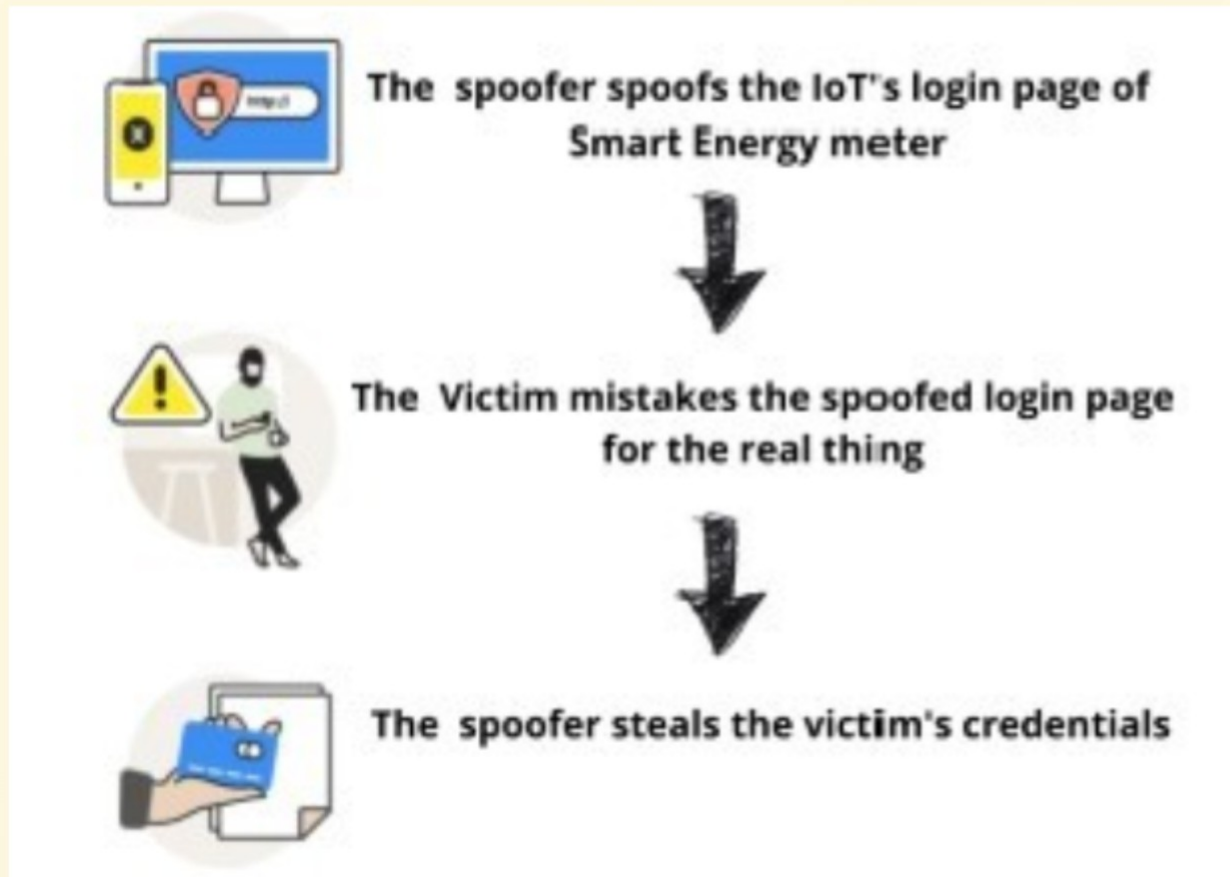 http://
The spoofer spoofs the IoT's login page of
Smart Energy meter
The Victim mistakes the spoofed login page
for the real thing
The spoofer steals the victim's credentials